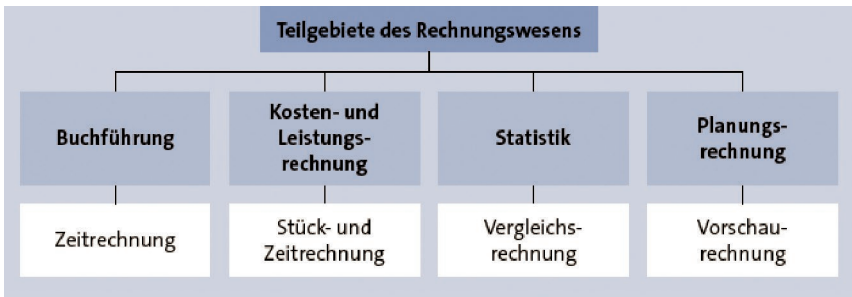 Teilgebiete des Rechnungswesens
Buchführung
Kosten- und
Leistungs-
rechnung
Statistik
Planungs-
rechnung
Zeitrechnung
Stück- und
Zeitrechnung
Vergleichs-
rechnung
Vorschau-
rechnung